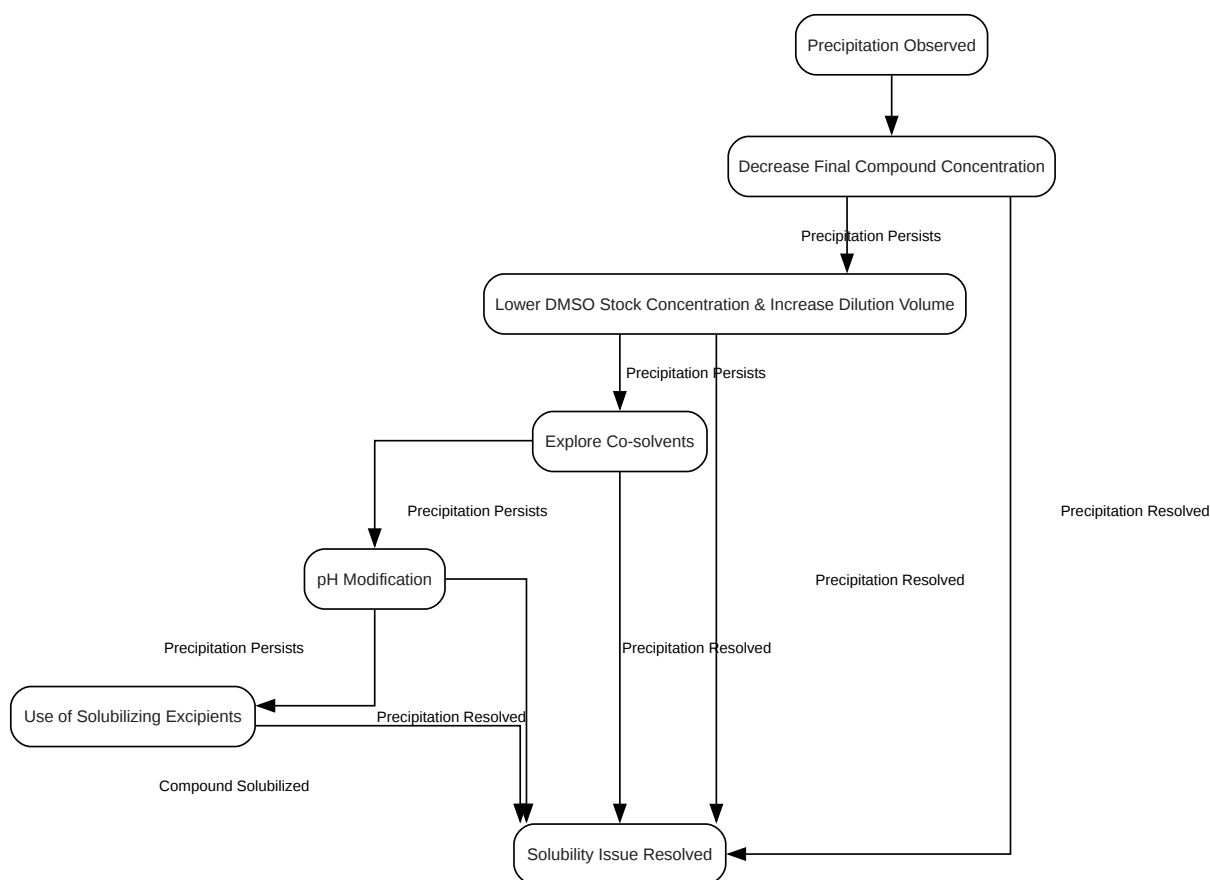 Precipitation Observed
Decrease Final Compound Concentration
Precipitation Persists
Lower DMSO Stock Concentration & Increase Dilution Volume
Precipitation Persists
Explore Co-solvents
Precipitation Persists
Precipitation Resolved
pH Modification
Precipitation Resolved
Precipitation Persists
Precipitation Resolved
Use of Solubilizing Excipients
Precipitation Resolved
Compound Solubilized
Solubility Issue Resolved